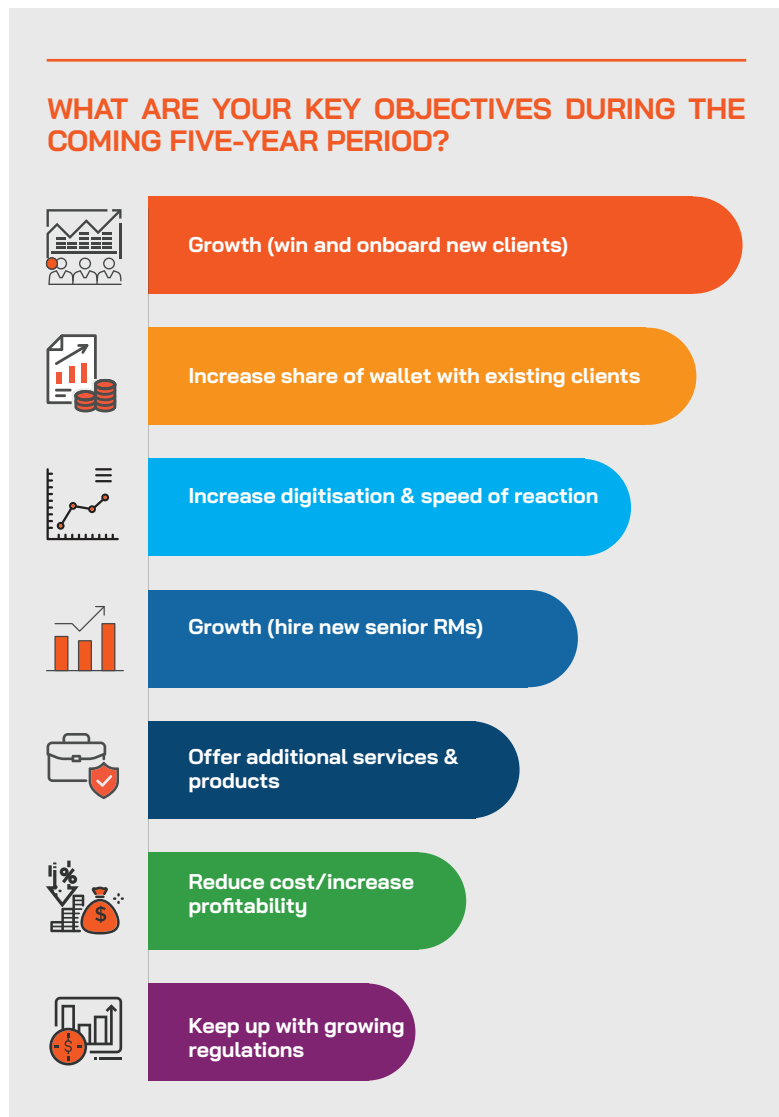 WHAT ARE YOUR KEY OBJECTIVES DURING THE
COMING FIVE-YEAR PERIOD?
Growth (win and onboard new clients)
Increase share of wallet with existing clients
Increase digitisation & speed of reaction
Growth (hire new senior RMs)
Offer additional services &
products
%
Reduce cost/increase
profitability
$
$
Keep up with growing
regulations